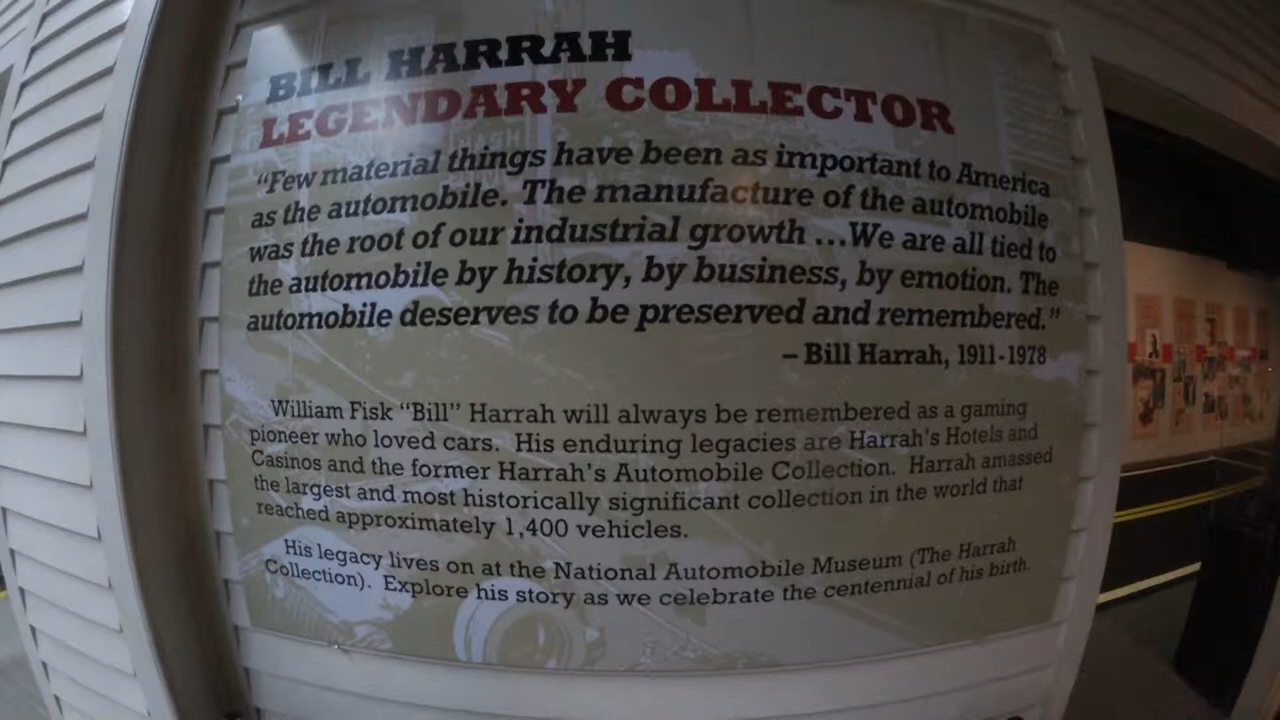 BILL HARRAH
LEGENDARY COLLECTOR
“Few material things have been as important to America
as the automobile. The manufacture of the automobile
was the root of our industrial growth ...We are all tied to
the automobile by history, by business, by emotion. The
automobile deserves to be preserved and remembered.”
– Bill Harrah, 1911-1978
William Fisk “Bill” Harrah will always be remembered as a gaming
pioneer who loved cars. His enduring legacies are Harrah's Hotels and
Casinos and the former Harrah's Automobile Collection. Harrah amassed
the largest and most historically significant collection in the world that
reached approximately 1,400 vehicles.
His legacy lives on at the National Automobile Museum (The Harrah
Collection). Explore his story as we celebrate the centennial of his birth.